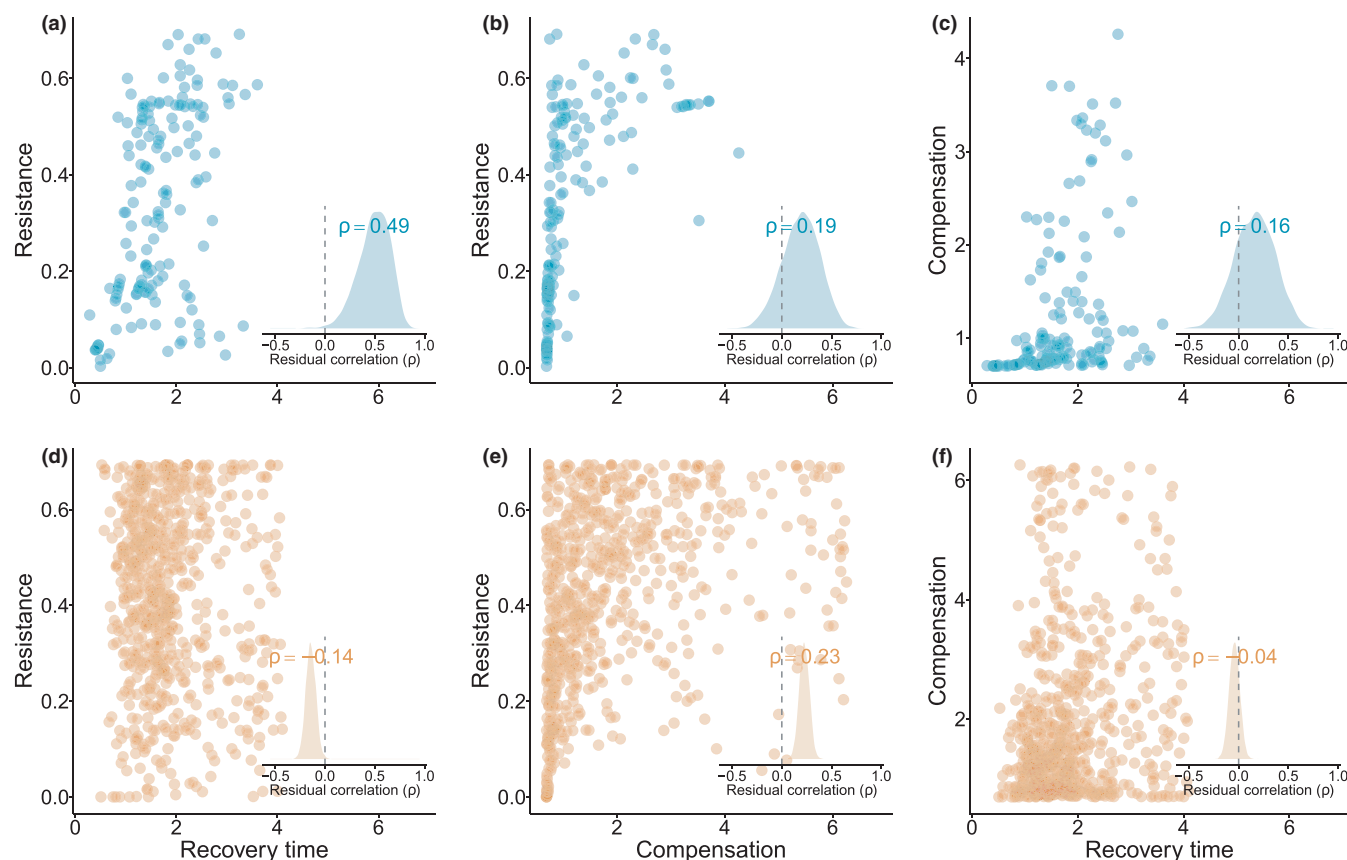 (a)
Resistance
0.6
0.4
0.2
0.0
0
2
4
6
ρ = 0.49
−0.5
0.0
0.5
1.0
Residual correlation (ρ)
(b)
Resistance
0.6
0.4
0.2
0.0
2
4
6
ρ = 0.19
−0.5
0.0
0.5
1.0
Residual correlation (ρ)
(c)
Compensation
4
3
2
1
0
2
4
6
ρ = 0.16
−0.5
0.0
0.5
1.0
Residual correlation (ρ)
(d)
Resistance
0.6
0.4
0.2
0.0
0
2
4
6
Recovery time
ρ = −0.14
−0.5
0.0
0.5
1.0
Residual correlation (ρ)
(e)
Resistance
0.6
0.4
0.2
0.0
2
4
6
Compensation
ρ = 0.23
−0.5
0.0
0.5
1.0
Residual correlation (ρ)
(f)
Compensation
6
4
2
0
2
4
6
Recovery time
ρ = −0.04
−0.5
0.0
0.5
1.0
Residual correlation (ρ)